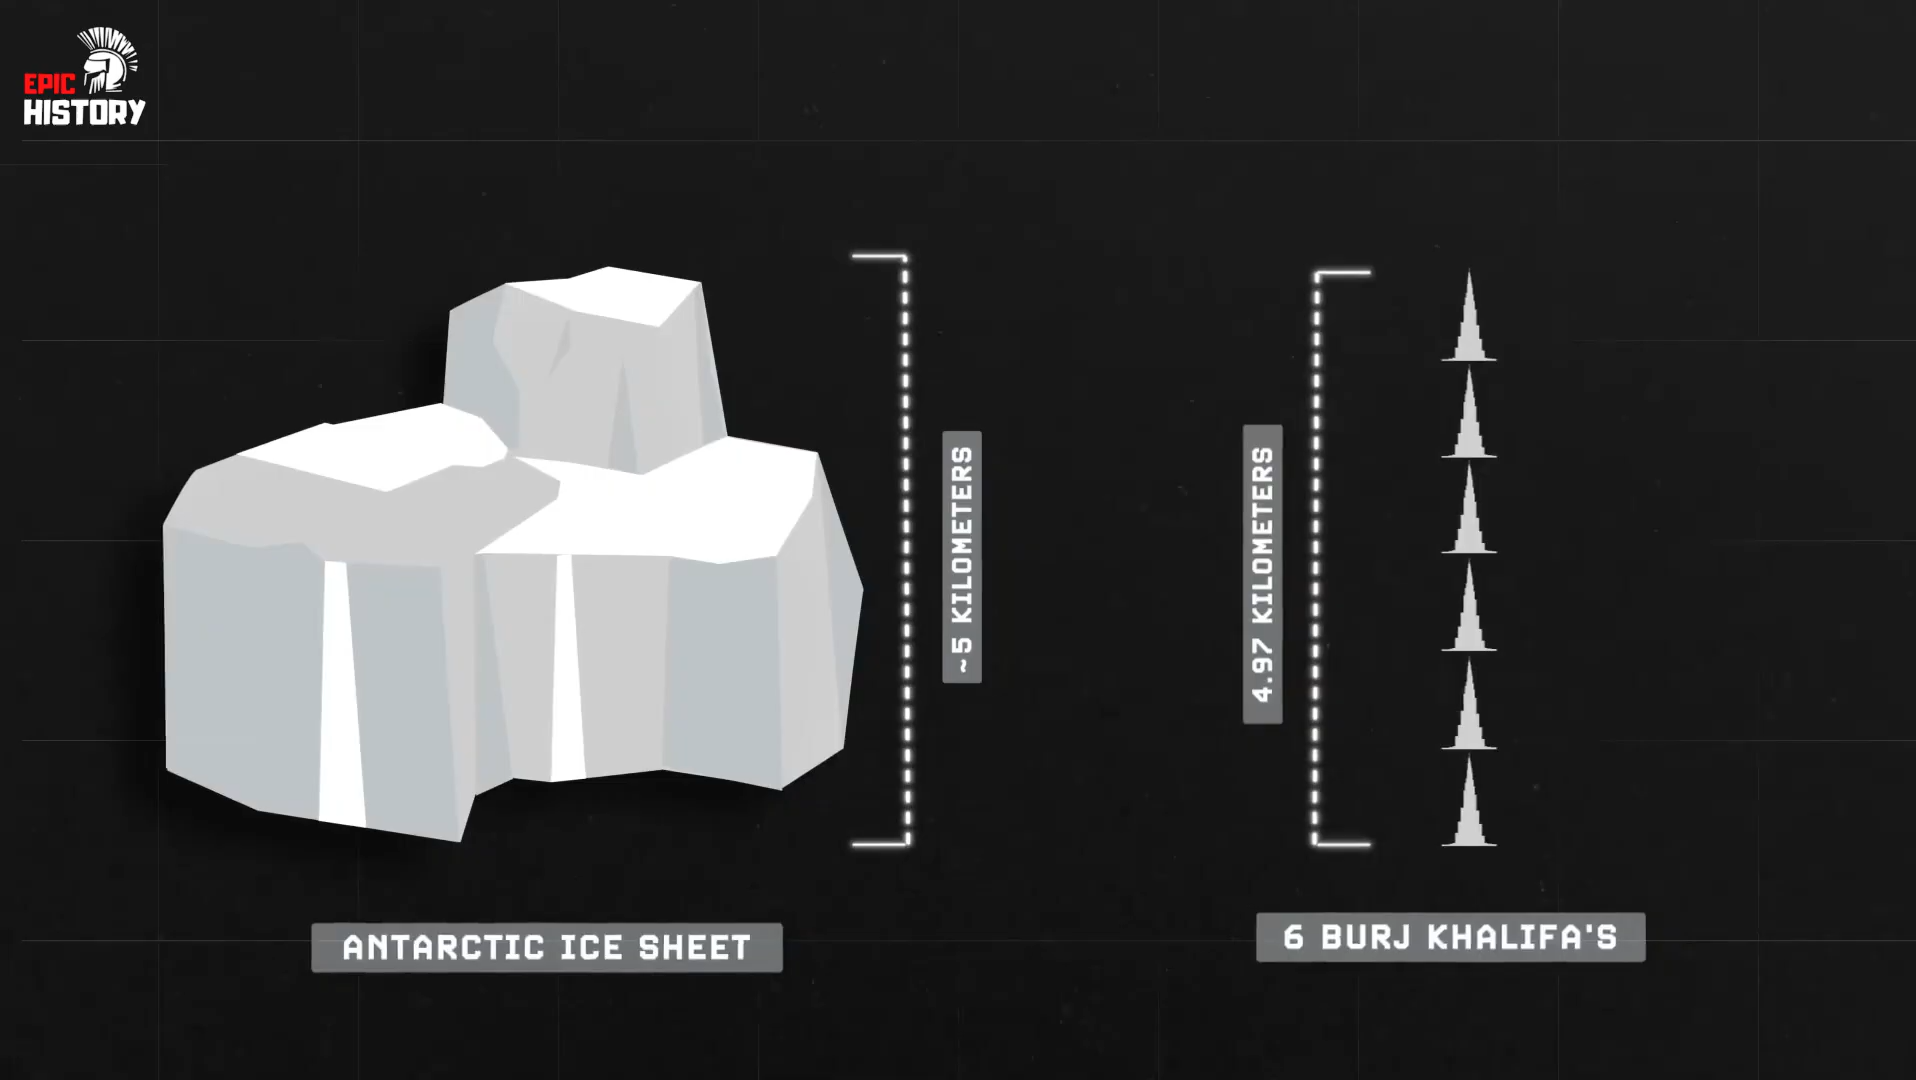 EPIC
HISTORY
~5 KILOMETERS
4.97 KILOMETERS
ANTARCTIC ICE SHEET
6 BURJ KHALIFA'S